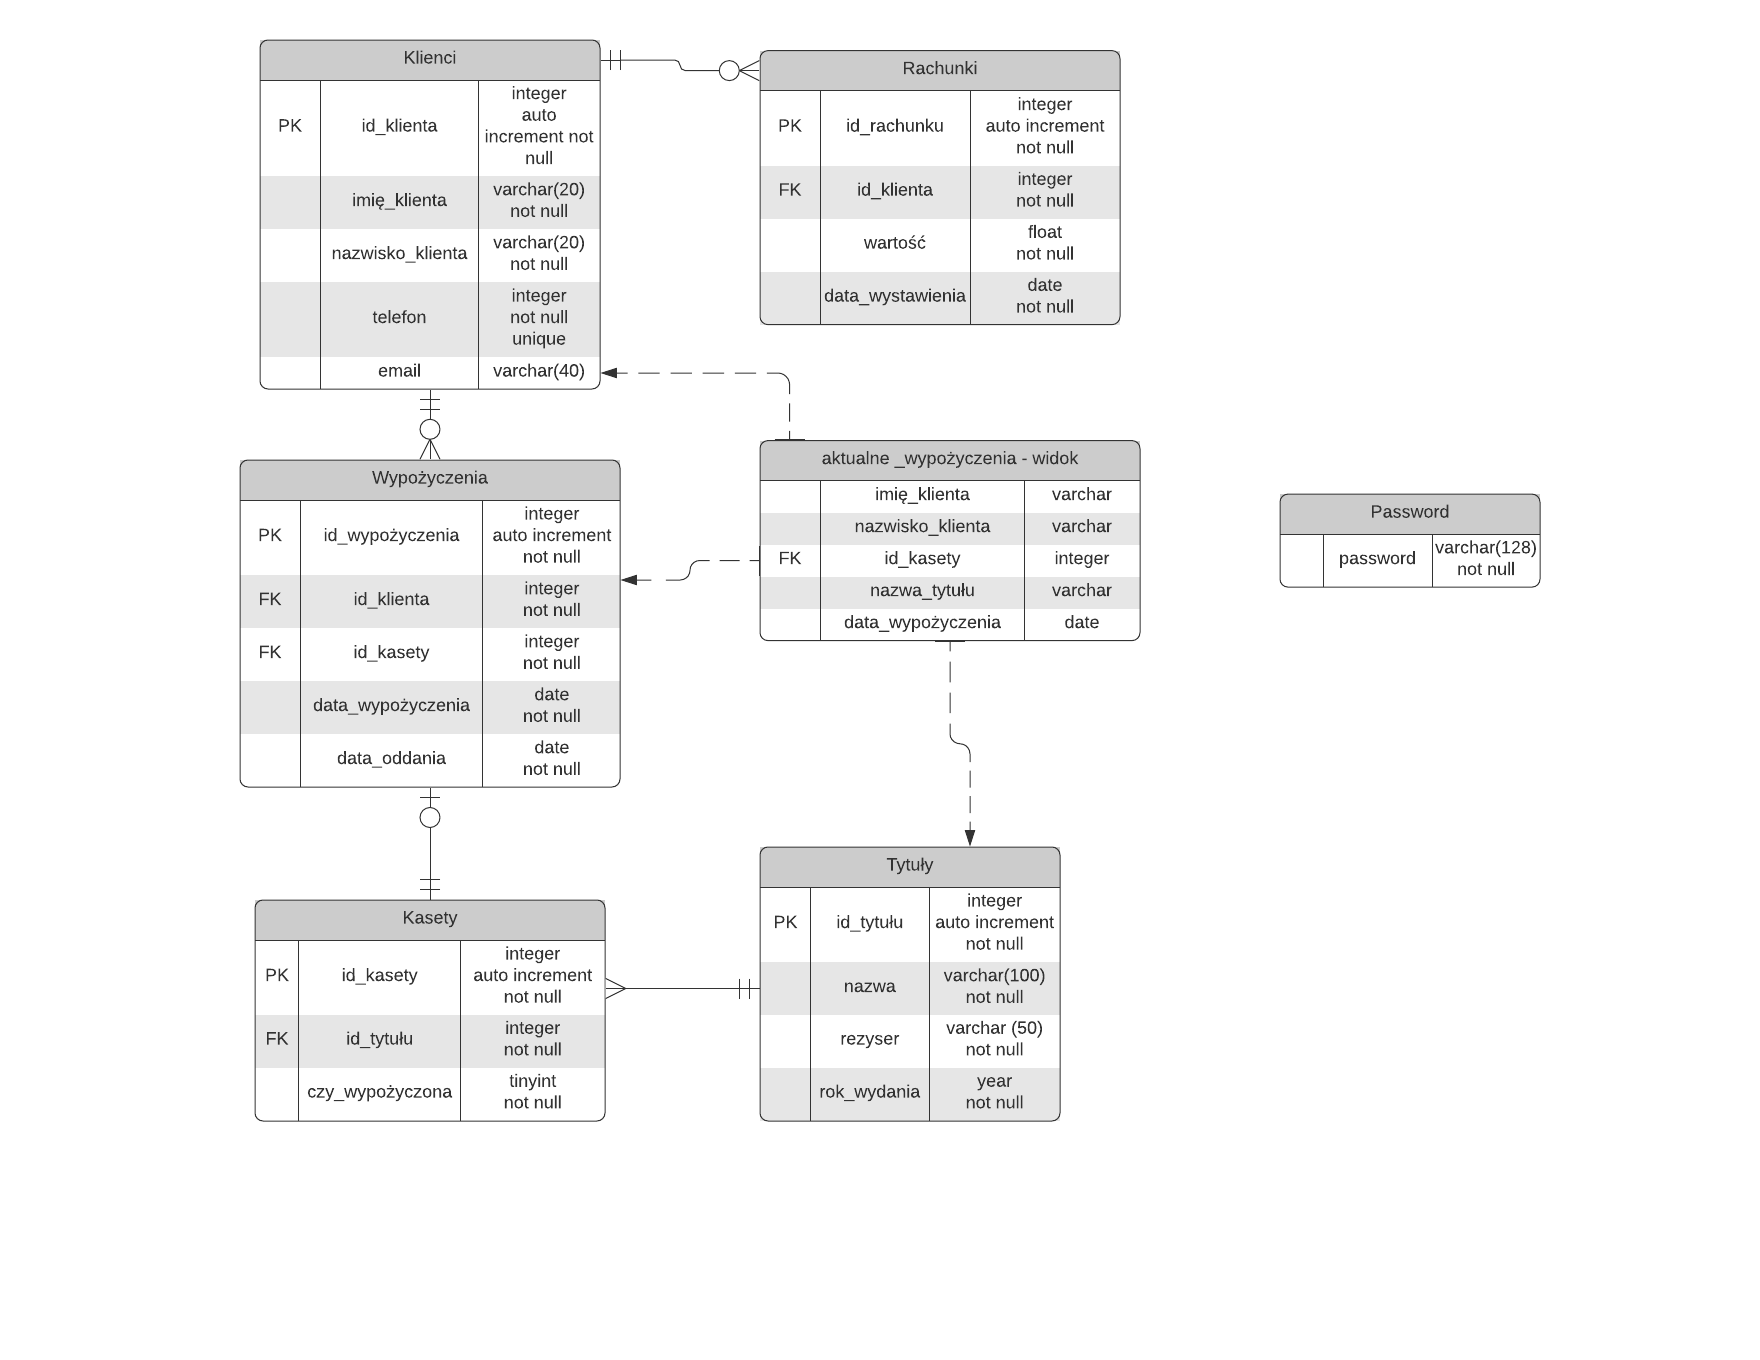 Klienci
PK
id_klienta
integer
auto
increment not
null
imię_klienta
varchar(20)
not null
nazwisko_klienta
varchar(20)
not null
telefon
integer
not null
unique
email
varchar(40)
Rachunki
PK
id_rachunku
integer
auto increment
not null
FK
id_klienta
integer
not null
wartość
float
not null
data_wystawienia
date
not null
Wypożyczenia
PK
id_wypożyczenia
integer
auto increment
not null
FK
id_klienta
integer
not null
FK
id_kasety
integer
not null
data_wypożyczenia
date
not null
data_oddania
date
not null
aktualne _wypożyczenia - widok
imię_klienta
varchar
nazwisko_klienta
varchar
FK
id_kasety
integer
nazwa_tytułu
varchar
data_wypożyczenia
date
Password
password
varchar(128)
not null
Kasety
PK
id_kasety
integer
auto increment
not null
FK
id_tytułu
integer
not null
czy_wypożyczona
tinyint
not null
Tytuły
PK
id_tytułu
integer
auto increment
not null
nazwa
varchar(100)
not null
rezyser
varchar (50)
not null
rok_wydania
year
not null